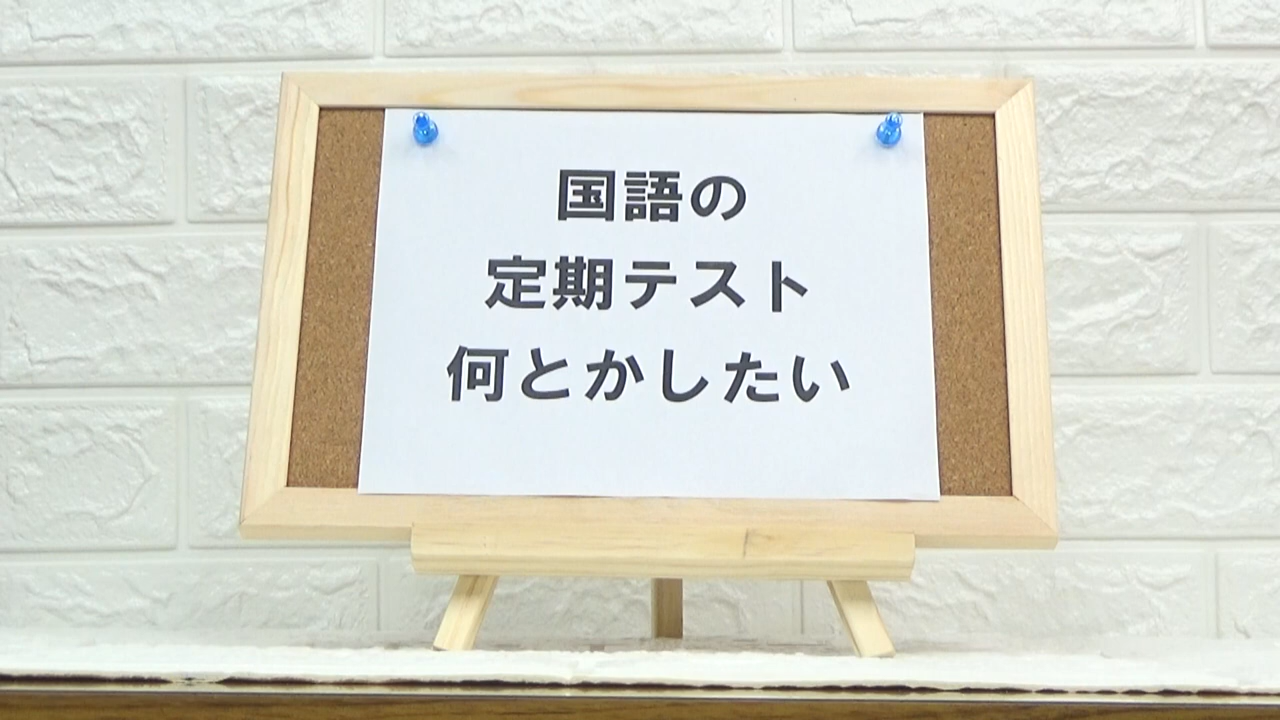 国語の
定期テスト
何とかしたい